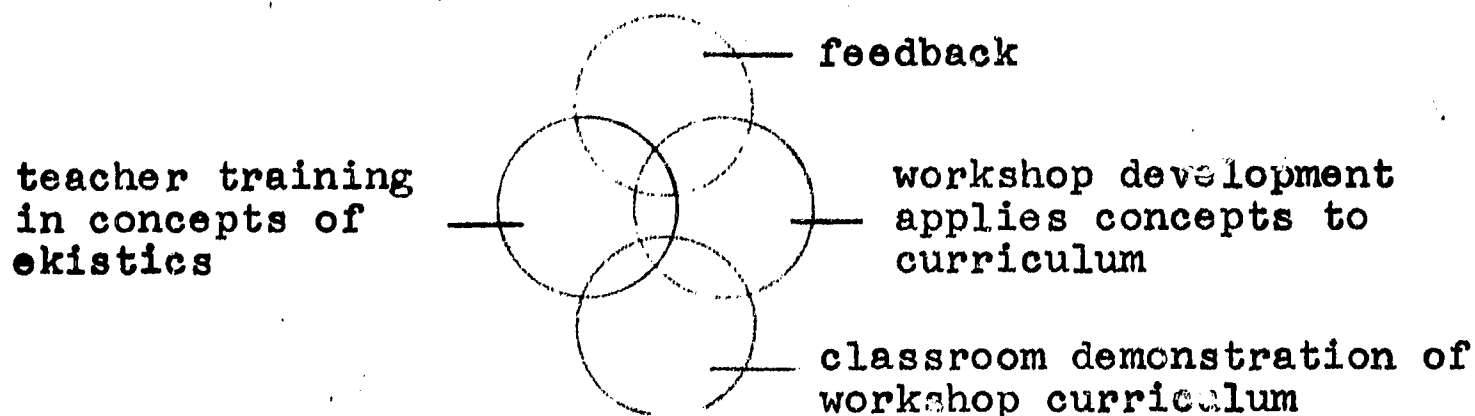 feedback
teacher training
in concepts of
ekistics
workshop development
applies concepts to
curriculum
classroom demonstration of
workshop curriculum